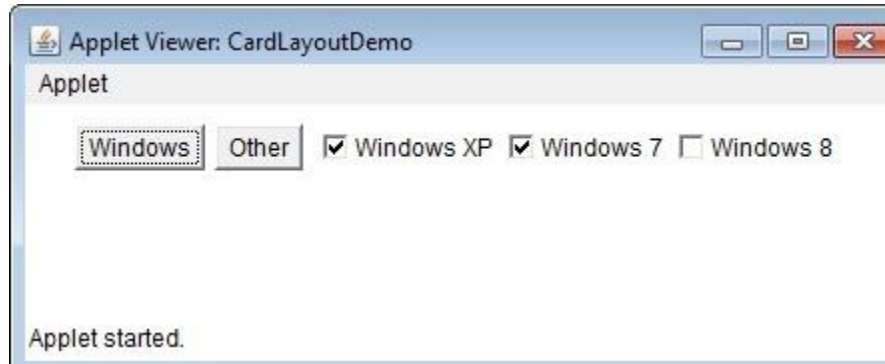 Applet Viewer: CardLayoutDemo
Applet
Windows Other Windows XP Windows 7 Windows 8
Applet started.